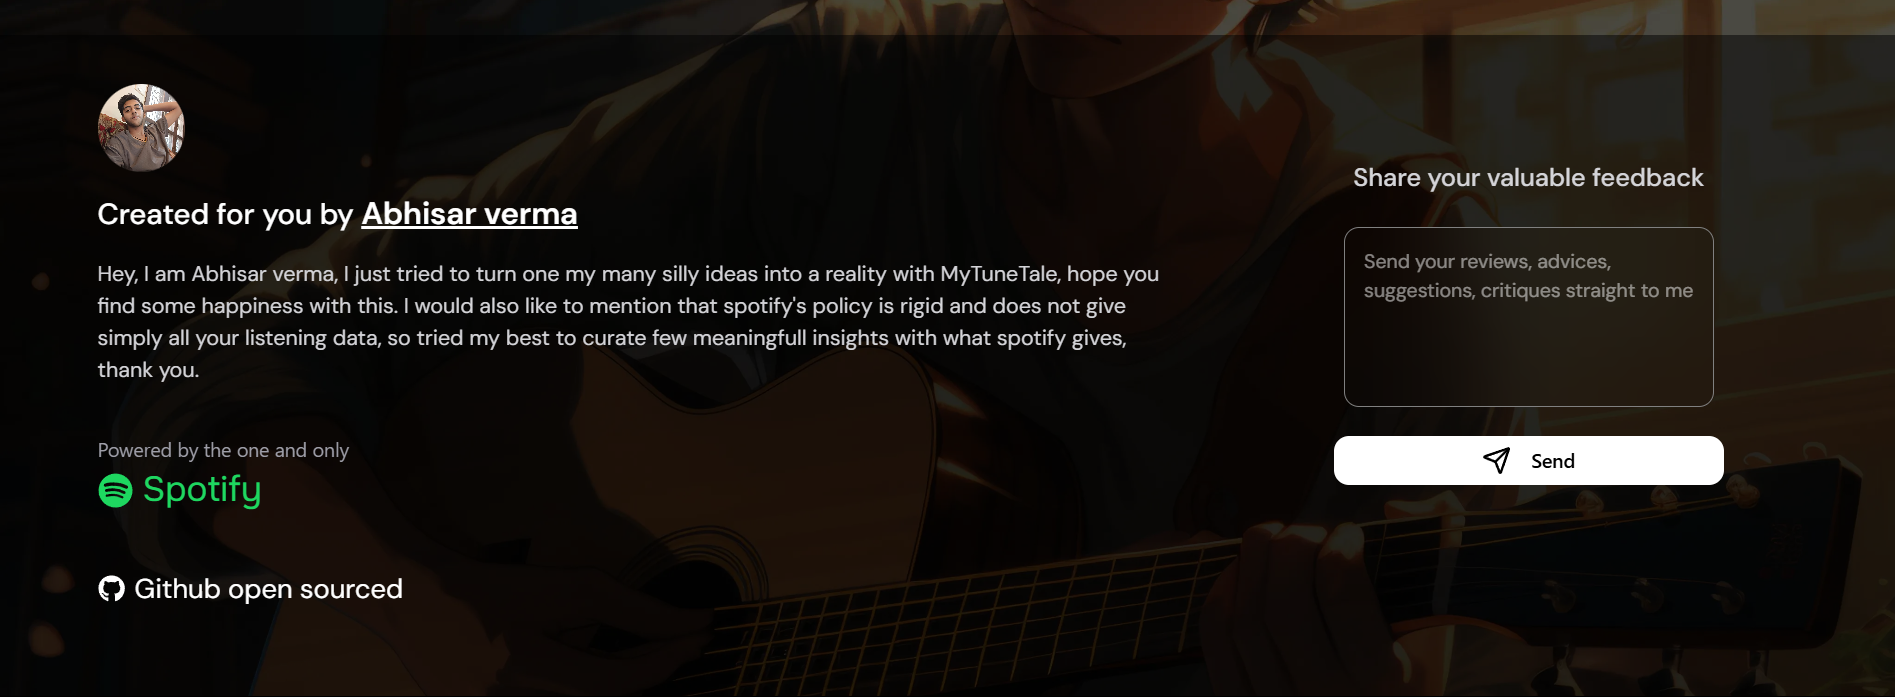 Created for you by Abhisar verma
Hey, I am Abhisar verma, I just tried to turn one my many silly ideas into a reality with MyTuneTale, hope you
find some happiness with this. I would also like to mention that spotify's policy is rigid and does not give
simply all your listening data, so tried my best to curate few meaningfull insights with what spotify gives,
thank you.
Powered by the one and only
Spotify
Github open sourced
Share your valuable feedback
Send your reviews, advices,
suggestions, critiques straight to me
Send